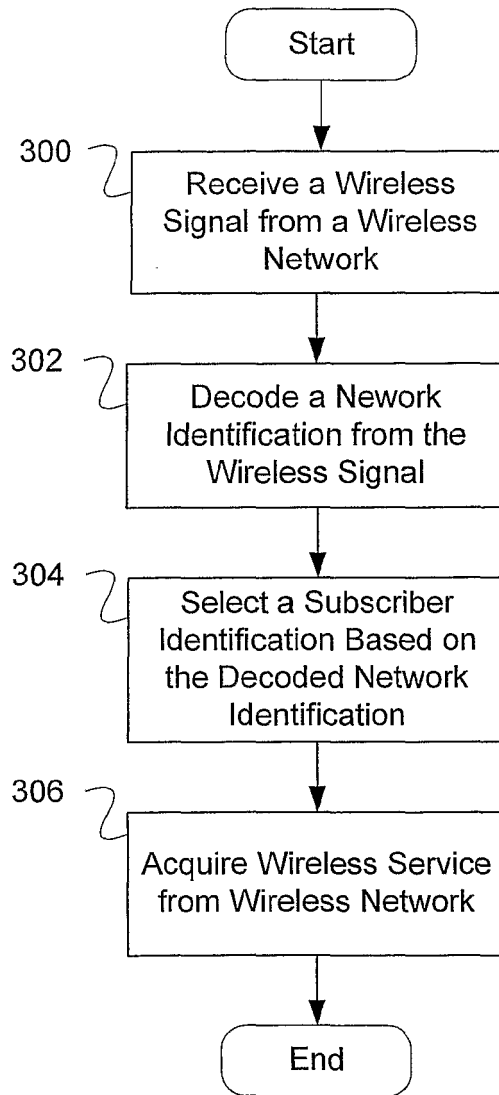 Start
300
Receive a Wireless
Signal from a Wireless
Network
302
Decode a Nework
Identification from the
Wireless Signal
304
Select a Subscriber
Identification Based on
the Decoded Network
Identification
306
Acquire Wireless Service
from Wireless Network
End